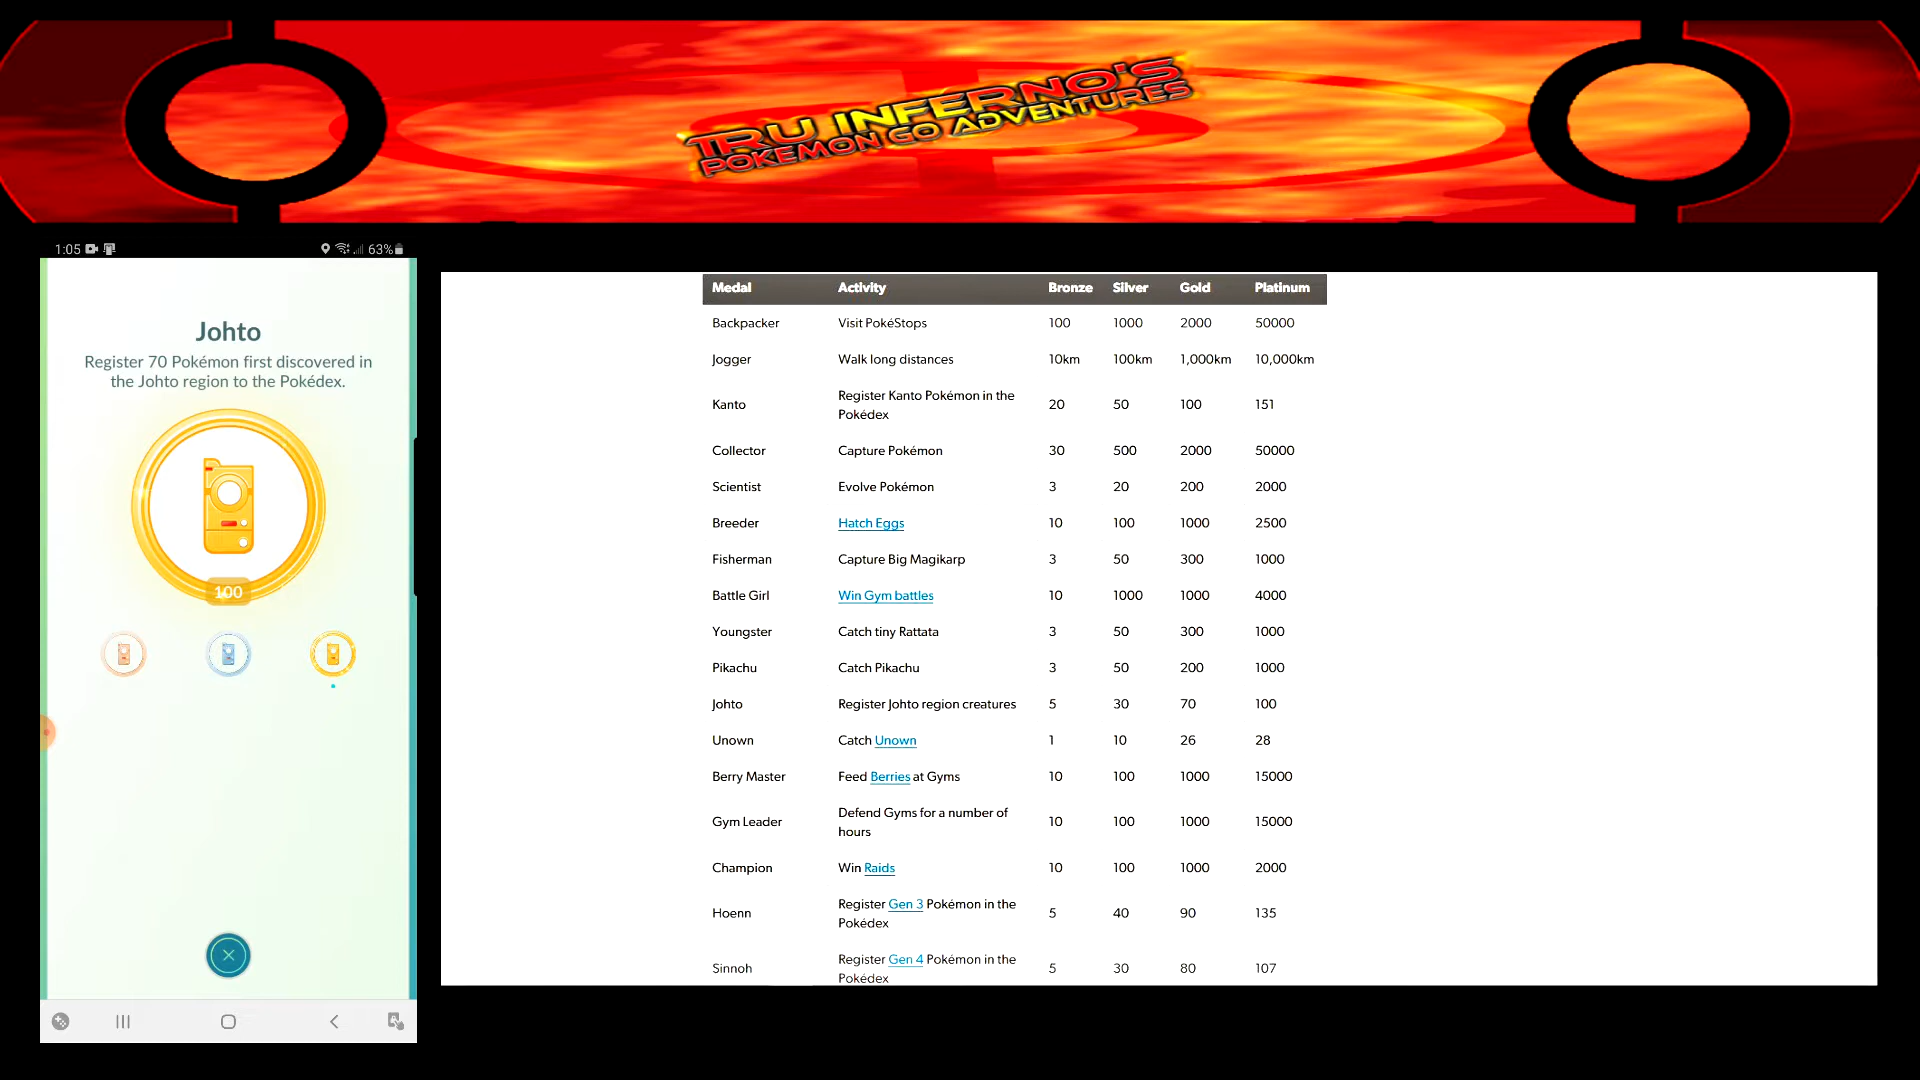 TRU INFERNO'S
POKEMON GO ADVENTURES
1:05
63%
Johto
Register 70 Pokémon first discovered in
the Johto region to the Pokédex.
100
Medal Activity Bronze Silver Gold Platinum
Backpacker Visit PokéStops 100 1000 2000 50000
Jogger Walk long distances 10km 100km 1,000km 10,000km
Kanto Register Kanto Pokémon in the Pokédex 20 50 100 151
Collector Capture Pokémon 30 500 2000 50000
Scientist Evolve Pokémon 3 20 200 2000
Breeder Hatch Eggs 10 100 1000 2500
Fisherman Capture Big Magikarp 3 50 300 1000
Battle Girl Win Gym battles 10 1000 1000 4000
Youngster Catch tiny Rattata 3 50 300 1000
Pikachu Catch Pikachu 3 50 200 1000
Johto Register Johto region creatures 5 30 70 100
Unown Catch Unown 1 10 26 28
Berry Master Feed Berries at Gyms 10 100 1000 15000
Gym Leader Defend Gyms for a number of hours 10 100 1000 15000
Champion Win Raids 10 100 1000 2000
Hoenn Register Gen 3 Pokémon in the Pokédex 5 40 90 135
Sinnoh Register Gen 4 Pokémon in the Pokédex 5 30 80 107